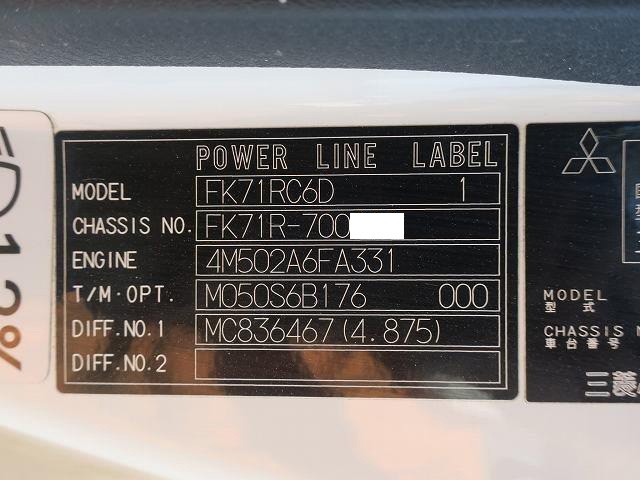 POWER LINE LABEL
MODEL FK71RC6D 1
CHASSIS NO. FK71R-700
ENGINE 4M502A6FA331
T/M·OPT. M050S6B176 000
DIFF.NO.1 MC836467(4.875)
DIFF.NO.2
MODEL
型式
CHASSIS
車台番号
三菱